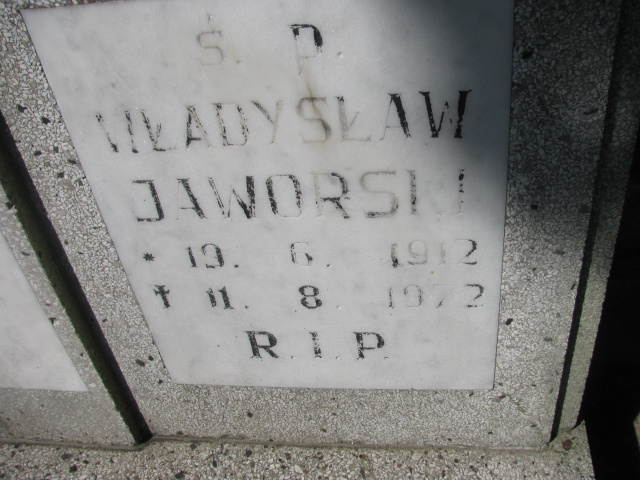 Ś. P.
WŁADYSŁAW
JAWORSKI
* 19. 6. 1912
✝ 11. 8. 1972
R.I.P.